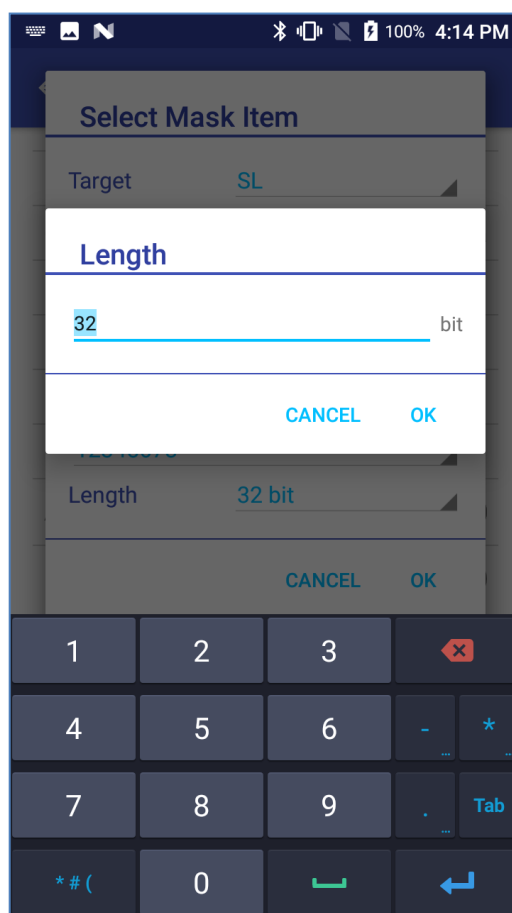 100% 4:14 PM
Select Mask Item
Target SL
Length
32 bit
CANCEL OK
Length 32 bit
CANCEL OK
1 2 3
4 5 6 - *
...
7 8 9 . Tab
...
* # ( 0